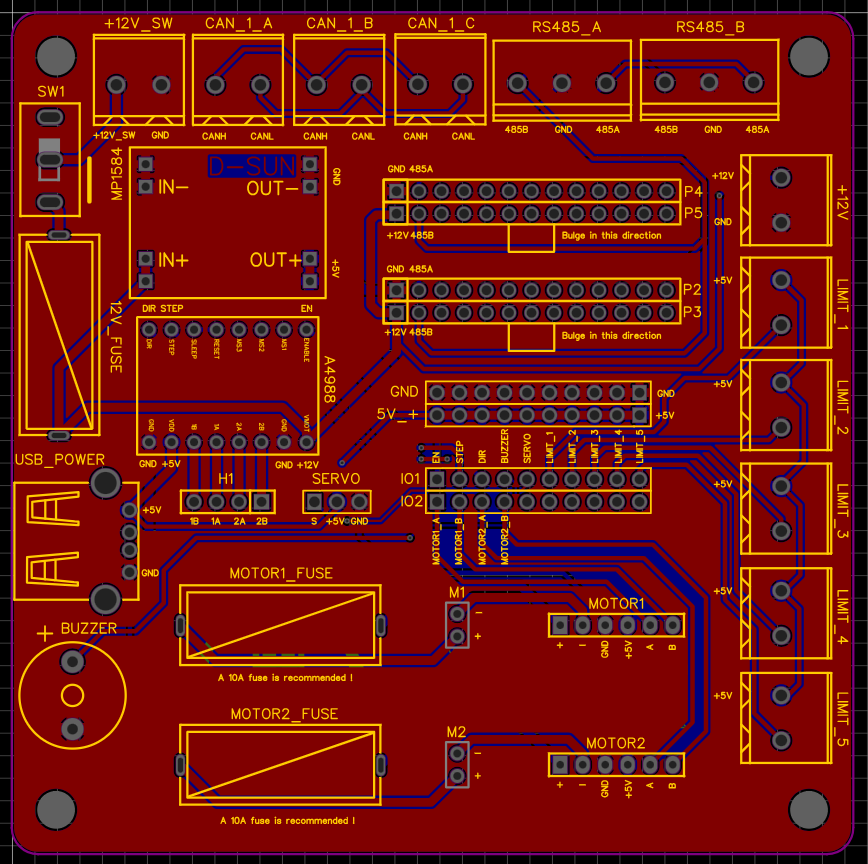 +12V_SW CAN_1_A CAN_1_B CAN_1_C RS485_A RS485_B
SW1
+12V_SW GND CANH CANL CANH CANL CANH CANL 485B GND 485A 485B GND 485A
MP1584
D-SUN
IN- OUT- GND
IN+ OUT+ +5V
GND 485A
P4
P5
+12V 485B
Bulge in this direction
GND 485A
P2
P3
+12V 485B
Bulge in this direction
+12V
GND
+12V
+5V
LIMIT_1
+5V
LIMIT_2
+5V
LIMIT_3
+5V
LIMIT_4
+5V
LIMIT_5
12V_FUSE
DIR STEP EN
DIR STEP SLEEP RESET MS3 MS2 MS1 ENABLE
A4988
GND VDD 1B 1A 2A 2B GND VMOT
GND +5V GND +12V
GND GND
5V_+ +5V
EN STEP DIR BUZZER SERVO LIMIT_1 LIMIT_2 LIMIT_3 LIMIT_4 LIMIT_5
IO1
IO2
MOTOR1_A MOTOR1_B MOTOR2_A MOTOR2_B
USB_POWER
+5V
GND
H1
1B 1A 2A 2B
SERVO
S +5V GND
+ BUZZER
MOTOR1_FUSE
A 10A fuse is recommended !
M1
-
+
MOTOR1
+ - GND +5V A B
MOTOR2_FUSE
A 10A fuse is recommended !
M2
-
+
MOTOR2
+ - GND +5V A B